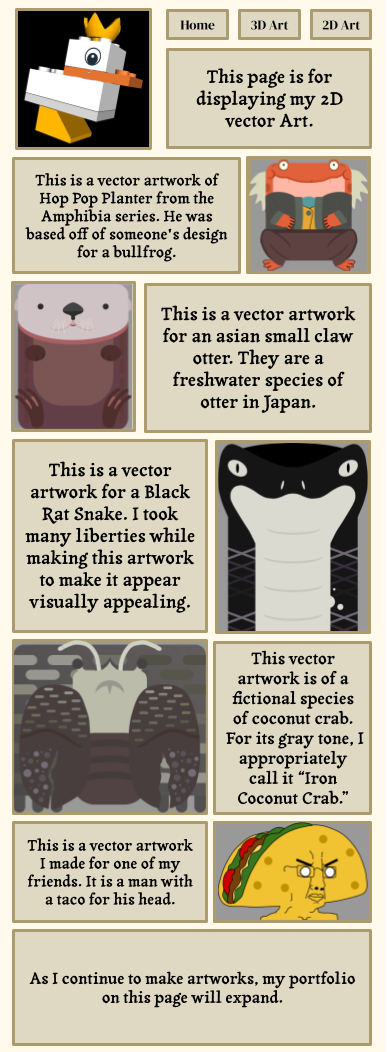 Home
3D Art
2D Art
This page is for
displaying my 2D
vector Art.
This is a vector artwork of
Hop Pop Planter from the
Amphibia series. He was
based off of someone's design
for a bullfrog.
This is a vector artwork
for an asian small claw
otter. They are a
freshwater species of
otter in Japan.
This is a vector
artwork for a Black
Rat Snake. I took
many liberties while
making this artwork
to make it appear
visually appealing.
This vector
artwork is of a
fictional species
of coconut crab.
For its gray tone, I
appropriately
call it “Iron
Coconut Crab.”
This is a vector artwork
I made for one of my
friends. It is a man with
a taco for his head.
As I continue to make artworks, my portfolio
on this page will expand.